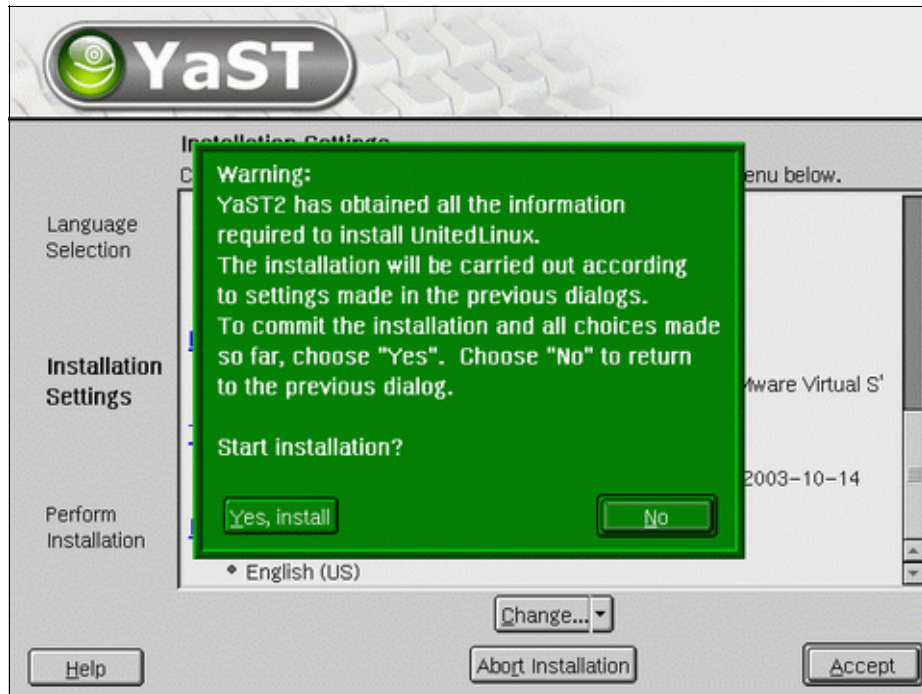 YaST
Installation Settings
enu below.
Language
Selection
Installation
Settings
Perform
Installation
Warning:
YaST2 has obtained all the information
required to install UnitedLinux.
The installation will be carried out according
to settings made in the previous dialogs.
To commit the installation and all choices made
so far, choose "Yes".  Choose "No" to return
to the previous dialog.
Start installation?
Yes, install
No
Mware Virtual S'
2003-10-14
English (US)
Change...
Help
Abort Installation
Accept